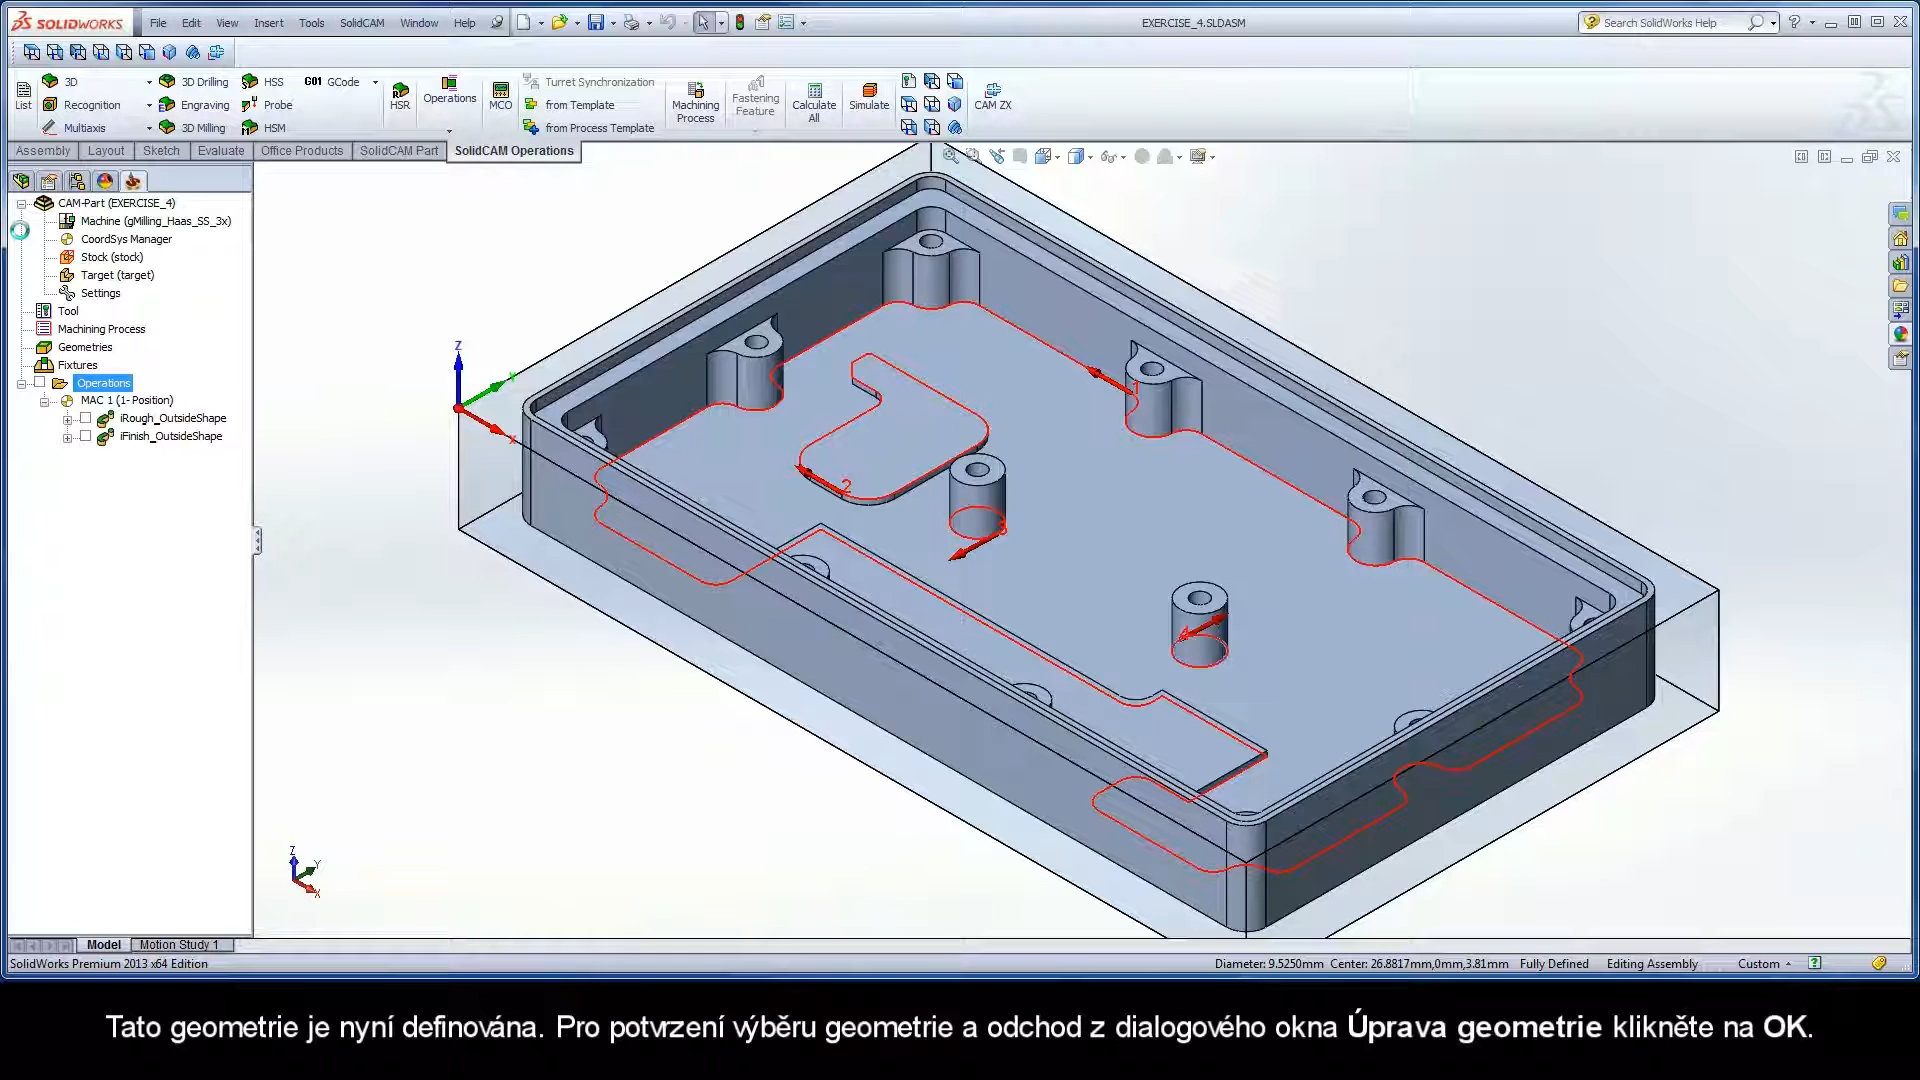 SOLIDWORKS File Edit View Insert Tools SolidCAM Window Help EXERCISE_4.SLDASM Search SolidWorks Help
3D 3D Drilling HSS G01 GCode Turret Synchronization
List Recognition Engraving Probe HSR Operations MCO from Template Machining Process Fastening Feature Calculate All Simulate CAM ZX
Multiaxis 3D Milling HSM from Process Template
Assembly Layout Sketch Evaluate Office Products SolidCAM Part SolidCAM Operations
CAM-Part (EXERCISE_4)
Machine (gMilling_Haas_SS_3x)
CoordSys Manager
Stock (stock)
Target (target)
Settings
Tool
Machining Process
Geometries
Fixtures
Operations
MAC 1 (1- Position)
iRough_OutsideShape
iFinish_OutsideShape
Z
Y
X
1
2
3
4
Z
Y
X
Model Motion Study 1
SolidWorks Premium 2013 x64 Edition Diameter: 9.5250mm Center: 26.8817mm,0mm,3.81mm Fully Defined Editing Assembly Custom
Tato geometrie je nyní definována. Pro potvrzení výběru geometrie a odchod z dialogového okna Úprava geometrie klikněte na OK.